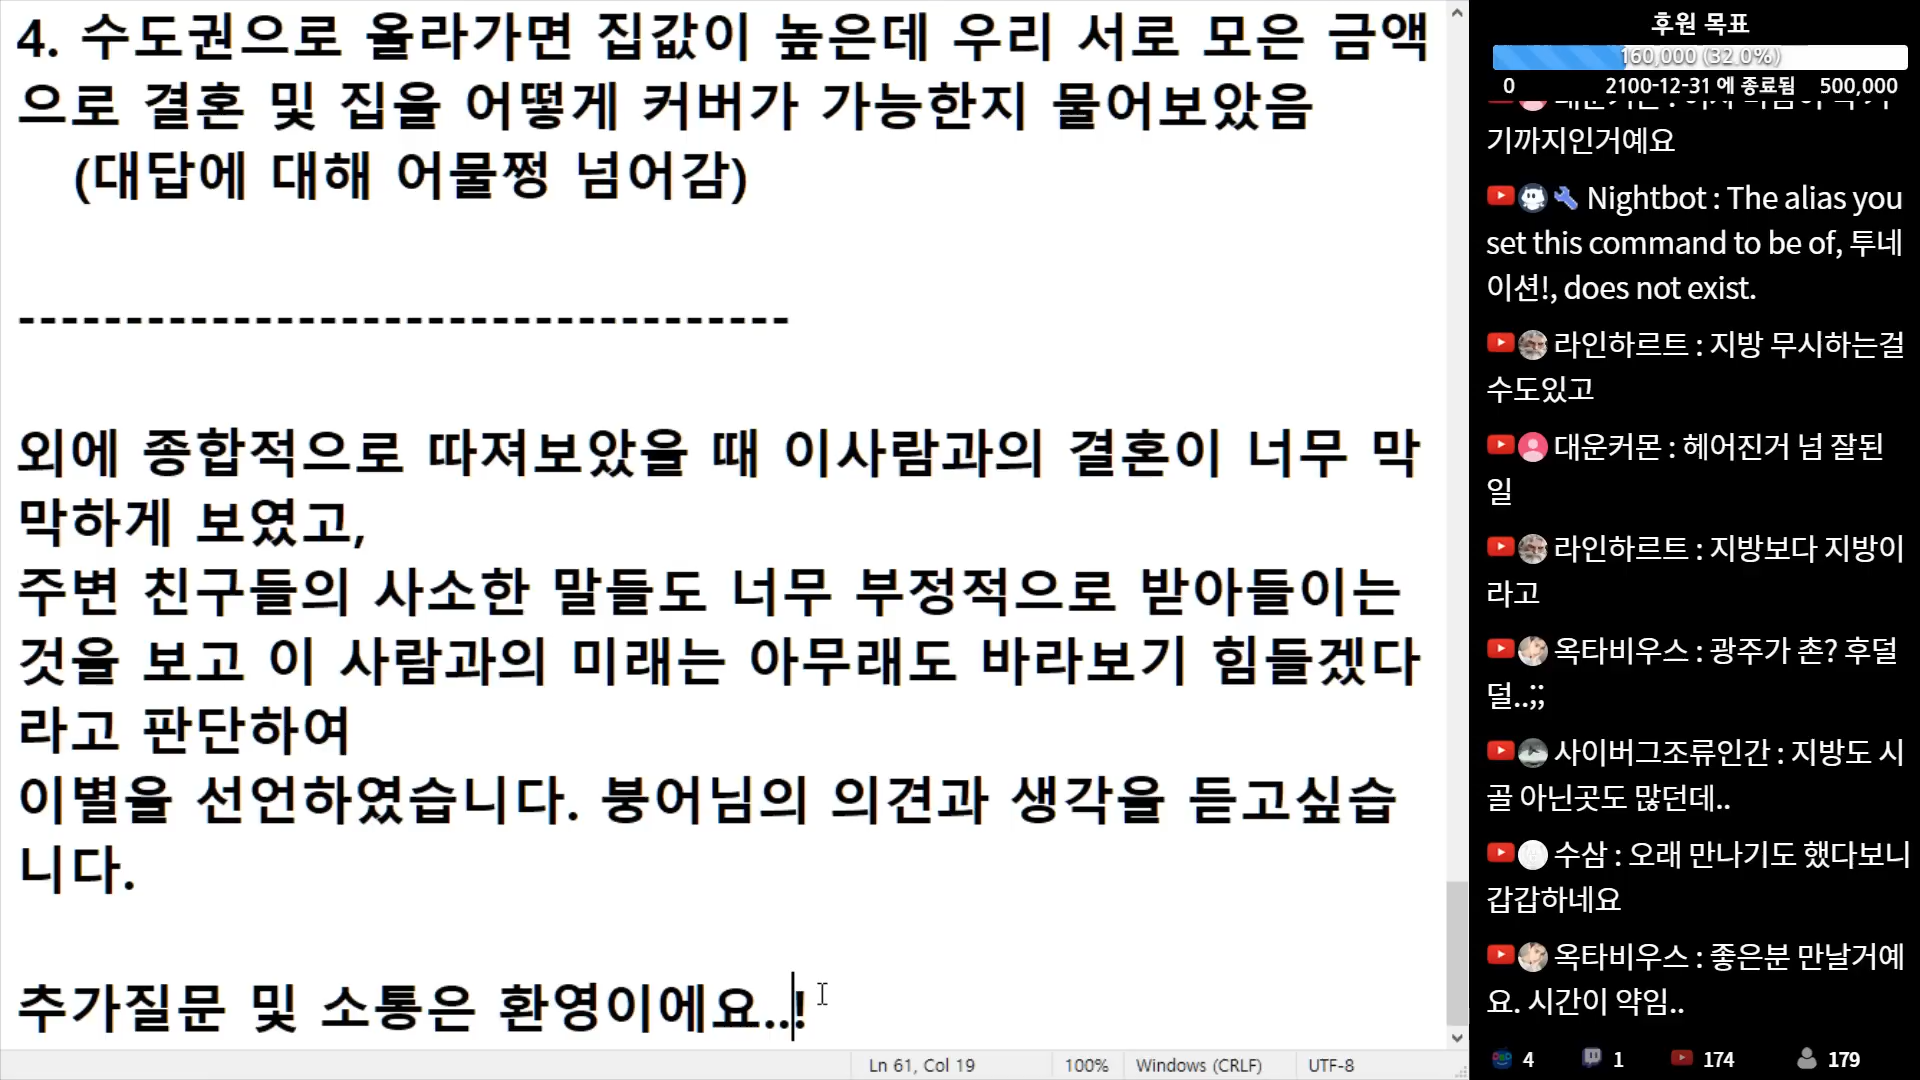 4. 수도권으로 올라가면 집값이 높은데 우리 서로 모은 금액
으로 결혼 및 집을 어떻게 커버가 가능한지 물어보았음
(대답에 대해 어물쩡 넘어감)
-------------------------------------
외에 종합적으로 따져보았을 때 이사람과의 결혼이 너무 막
막하게 보였고,
주변 친구들의 사소한 말들도 너무 부정적으로 받아들이는
것을 보고 이 사람과의 미래는 아무래도 바라보기 힘들겠다
라고 판단하여
이별을 선언하였습니다. 붕어님의 의견과 생각을 듣고싶습
니다.
추가질문 및 소통은 환영이에요..!
Ln 61, Col 19
100%
Windows (CRLF)
UTF-8
후원 목표
160,000 (32.0%)
0
2100-12-31 에 종료됨
500,000
기까지인거예요
Nightbot : The alias you
set this command to be of, 투네
이션!, does not exist.
라인하르트 : 지방 무시하는걸
수도있고
대운커몬 : 헤어진거 넘 잘된
일
라인하르트 : 지방보다 지방이
라고
옥타비우스 : 광주가 촌? 후덜
덜..;;
사이버그조류인간 : 지방도 시
골 아닌곳도 많던데..
수삼 : 오래 만나기도 했다보니
갑갑하네요
옥타비우스 : 좋은분 만날거예
요. 시간이 약임..
4
1
174
179